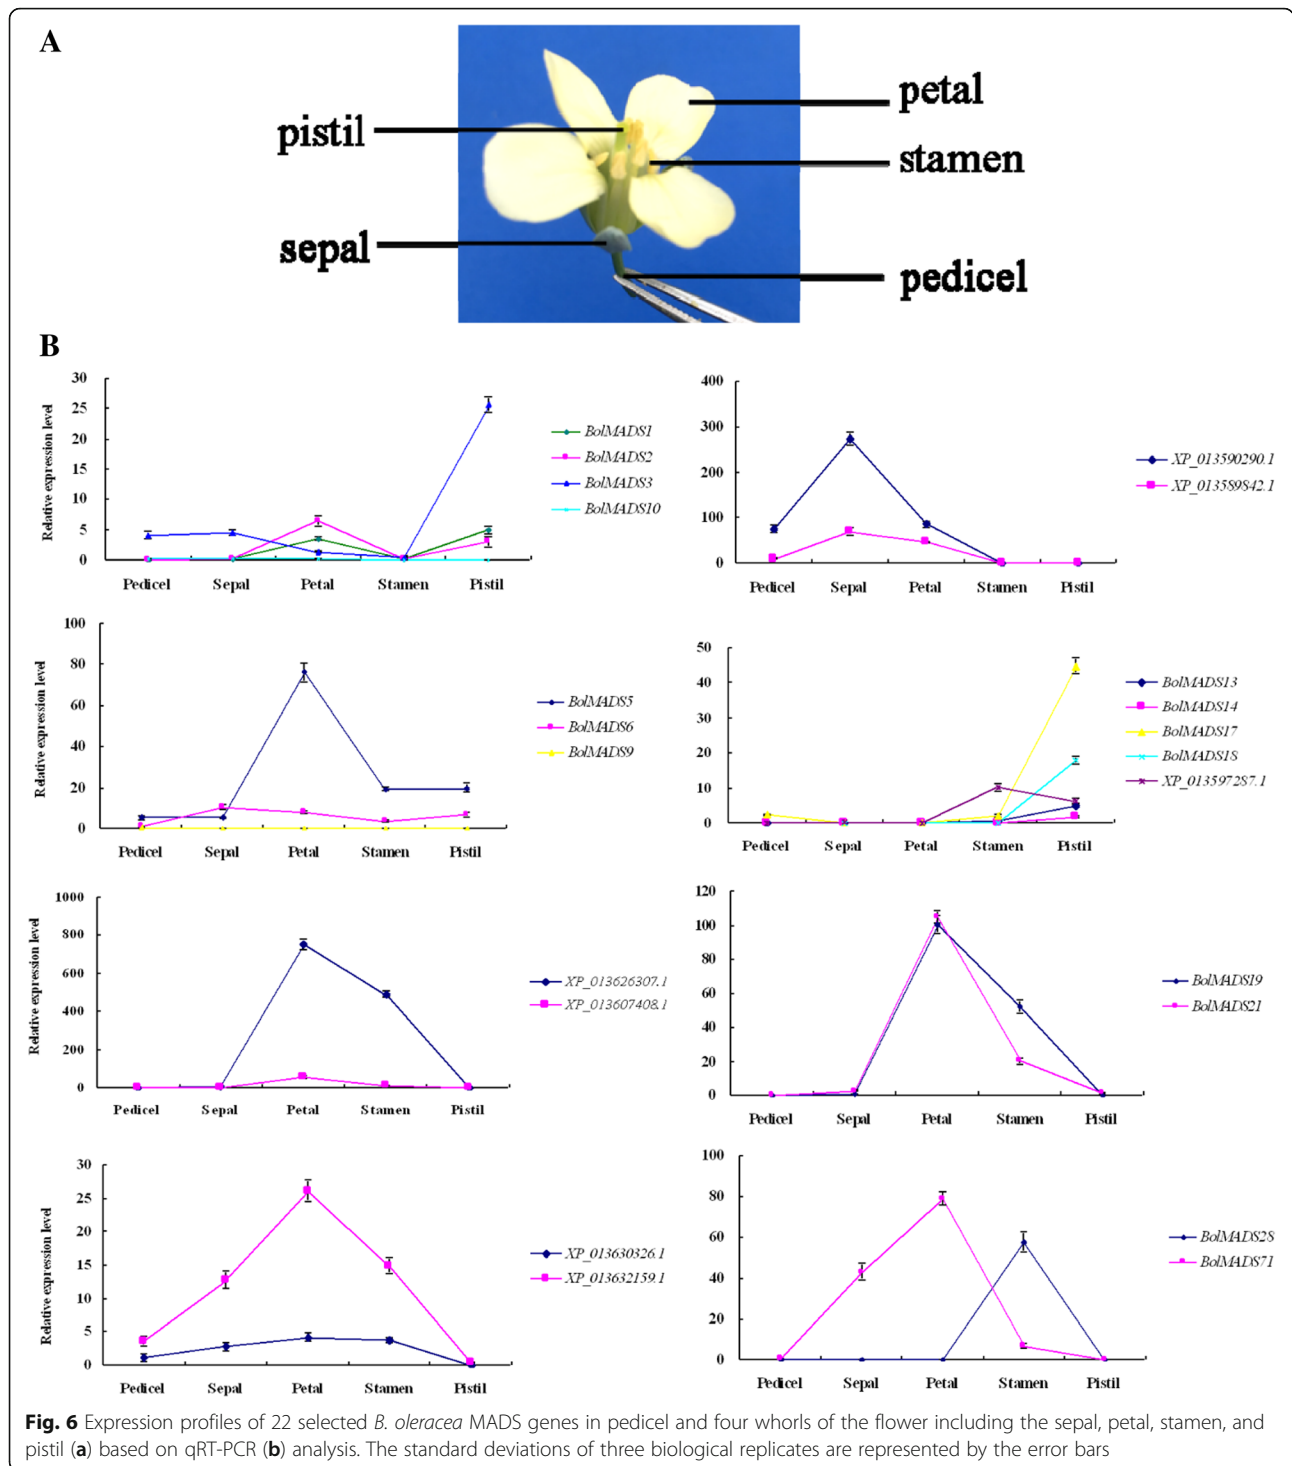 A
pistil
petal
stamen
sepal
pedicel
B
Relative expression level
30
25
20
15
10
5
0
Pedicel Sepal Petal Stamen Pistil
BolMADS1
BolMADS2
BolMADS3
BolMADS10
400
300
200
100
0
Pedicel Sepal Petal Stamen Pistil
XP_013590290.1
XP_013589842.1
Relative expression level
100
80
60
40
20
0
Pedicel Sepal Petal Stamen Pistil
BolMADS5
BolMADS6
BolMADS9
50
40
30
20
10
0
Pedicel Sepal Petal Stamen Pistil
BolMADS13
BolMADS14
BolMADS17
BolMADS18
XP_013597287.1
Relative expression level
1000
800
600
400
200
0
Pedicel Sepal Petal Stamen Pistil
XP_013626307.1
XP_013607408.1
120
100
80
60
40
20
0
Pedicel Sepal Petal Stamen Pistil
BolMADS19
BolMADS21
Relative expression level
30
25
20
15
10
5
0
Pedicel Sepal Petal Stamen Pistil
XP_013630326.1
XP_013632159.1
100
80
60
40
20
0
Pedicel Sepal Petal Stamen Pistil
BolMADS28
BolMADS71
Fig. 6 Expression profiles of 22 selected B. oleracea MADS genes in pedicel and four whorls of the flower including the sepal, petal, stamen, and
pistil (a) based on qRT-PCR (b) analysis. The standard deviations of three biological replicates are represented by the error bars